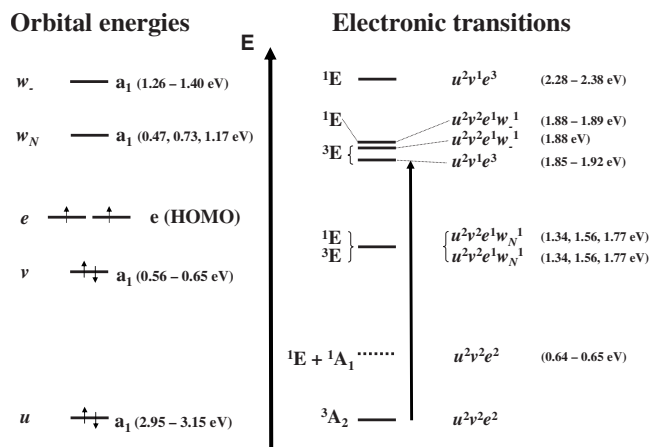 Orbital energies
Electronic transitions
E
w₋ a₁ (1.26 – 1.40 eV)
w_N a₁ (0.47, 0.73, 1.17 eV)
e e (HOMO)
v a₁ (0.56 – 0.65 eV)
u a₁ (2.95 – 3.15 eV)
¹E u²v¹e³ (2.28 – 2.38 eV)
¹E u²v²e¹w₋¹ (1.88 – 1.89 eV)
u²v²e¹w₋¹ (1.88 eV)
³E { u²v¹e³ (1.85 – 1.92 eV)
¹E } { u²v²e¹w_N¹ (1.34, 1.56, 1.77 eV)
³E u²v²e¹w_N¹ (1.34, 1.56, 1.77 eV)
¹E + ¹A₁ u²v²e² (0.64 – 0.65 eV)
³A₂ u²v²e²